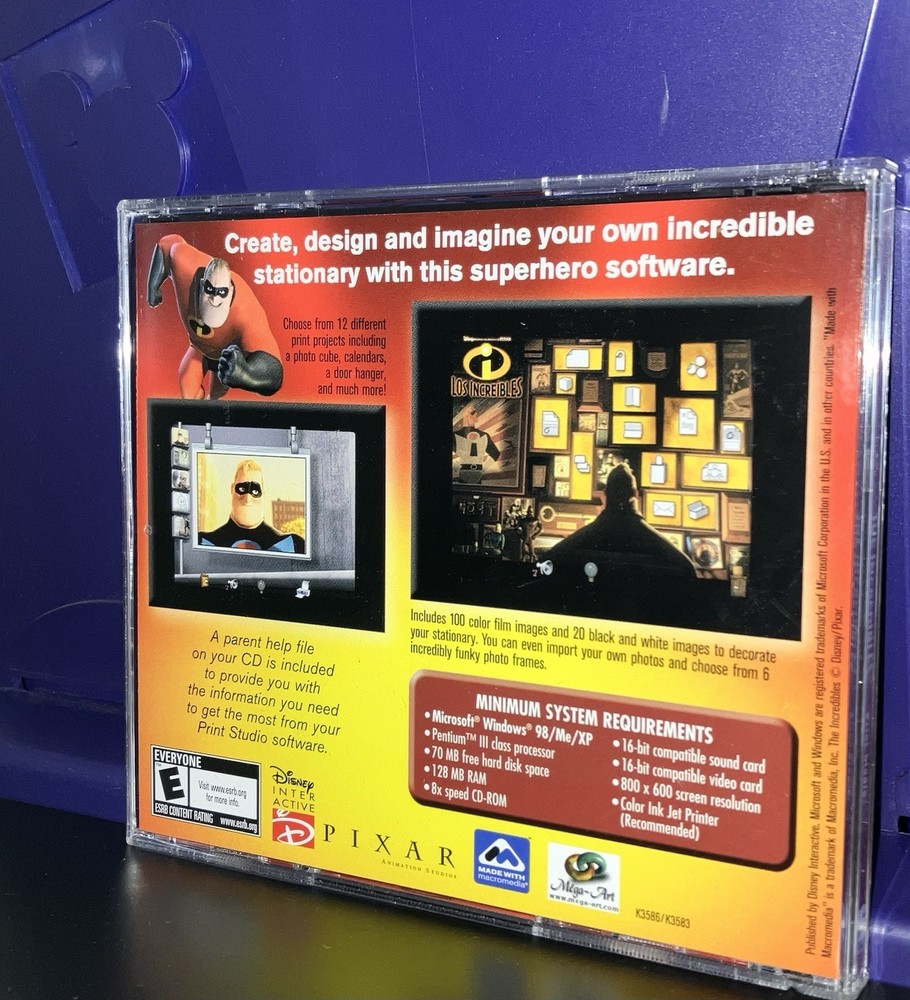 Create, design and imagine your own incredible
stationary with this superhero software.
Choose from 12 different
print projects including
a photo cube, calendars,
a door hanger,
and much more!
LOS INCREIBLES
Includes 100 color film images and 20 black and white images to decorate
your stationary. You can even import your own photos and choose from 6
incredibly funky photo frames.
A parent help file
on your CD is included
to provide you with
the information you need
to get the most from your
Print Studio software.
MINIMUM SYSTEM REQUIREMENTS
• Microsoft® Windows® 98/Me/XP
• Pentium™ III class processor
• 70 MB free hard disk space
• 128 MB RAM
• 8x speed CD-ROM
• 16-bit compatible sound card
• 16-bit compatible video card
• 800 x 600 screen resolution
• Color Ink Jet Printer
(Recommended)
EVERYONE
E
Visit www.esrb.org
for more info.
ESRB CONTENT RATING www.esrb.org
DISNEY
INTER
ACTIVE
PIXAR
ANIMATION STUDIOS
MADE WITH
macromedia®
Méga-Art
www.mega-art.com
K3586/K3583
Published by Disney Interactive. Microsoft and Windows are registered trademarks of Microsoft Corporation in the U.S. and in other countries. "Made with
Macromedia" is a trademark of Macromedia, Inc. The Incredibles © Disney/Pixar.